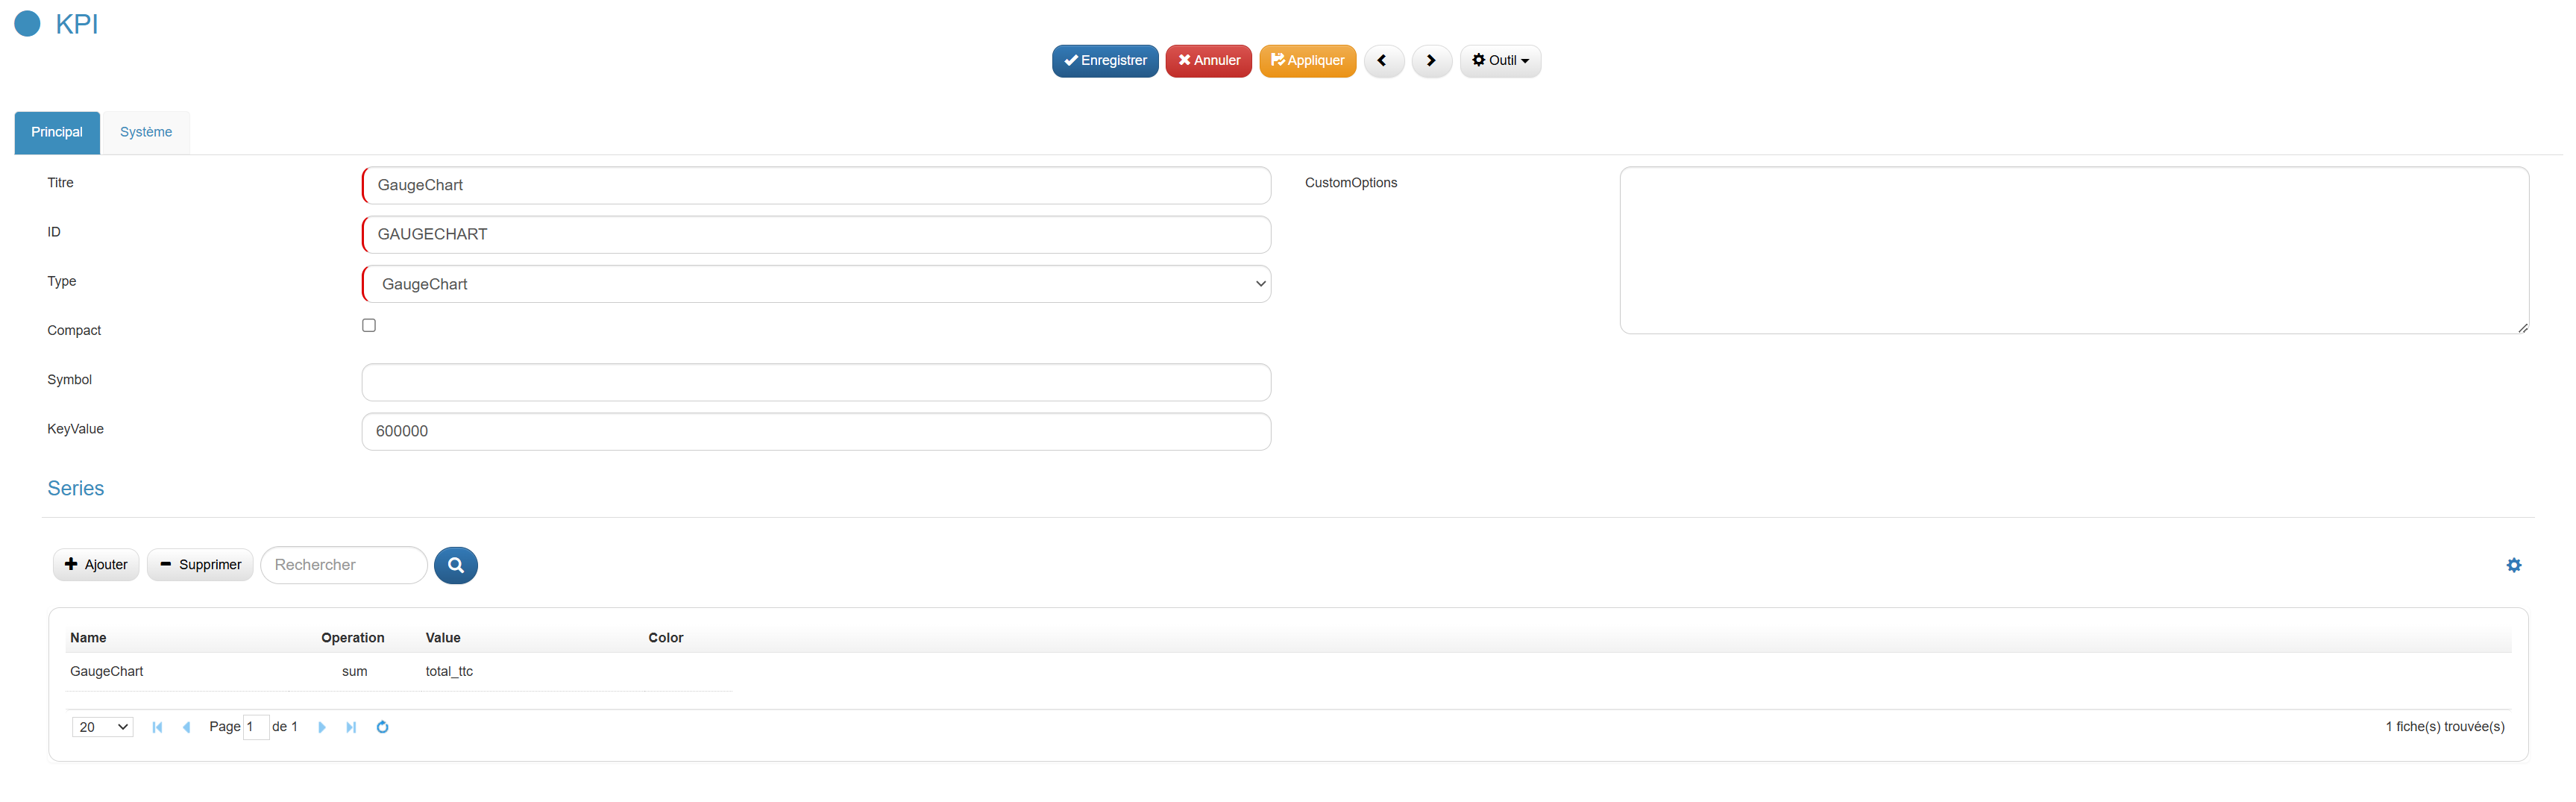 KPI
Enregistrer Annuler Appliquer Outil
Principal Système
Titre GaugeChart CustomOptions
ID GAUGECHART
Type GaugeChart
Compact
Symbol
KeyValue 600000
Series
Ajouter Supprimer Rechercher
Name Operation Value Color
GaugeChart sum total_ttc
20 Page 1 de 1 1 fiche(s) trouvée(s)